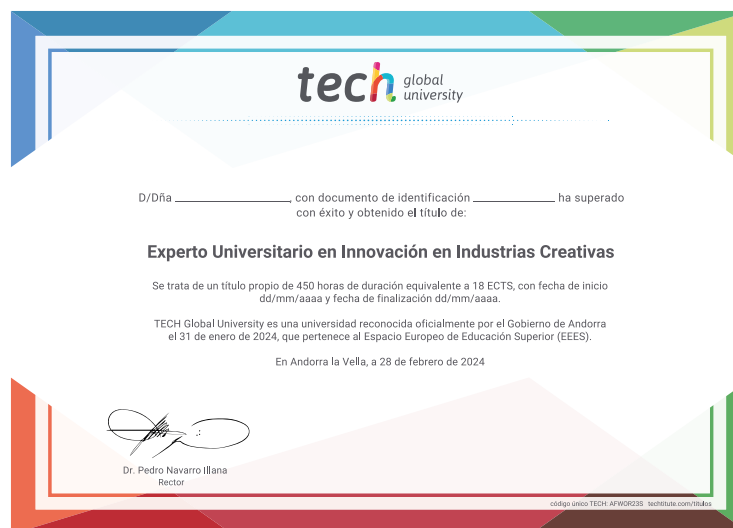 tech global
university
D/Dña , con documento de identificación ha superado
con éxito y obtenido el título de:
Experto Universitario en Innovación en Industrias Creativas
Se trata de un título propio de 450 horas de duración equivalente a 18 ECTS, con fecha de inicio
dd/mm/aaaa y fecha de finalización dd/mm/aaaa.
TECH Global University es una universidad reconocida oficialmente por el Gobierno de Andorra
el 31 de enero de 2024, que pertenece al Espacio Europeo de Educación Superior (EEES).
En Andorra la Vella, a 28 de febrero de 2024
Dr. Pedro Navarro Illana
Rector
código único TECH: AFWOR23S techtitute.com/titulos